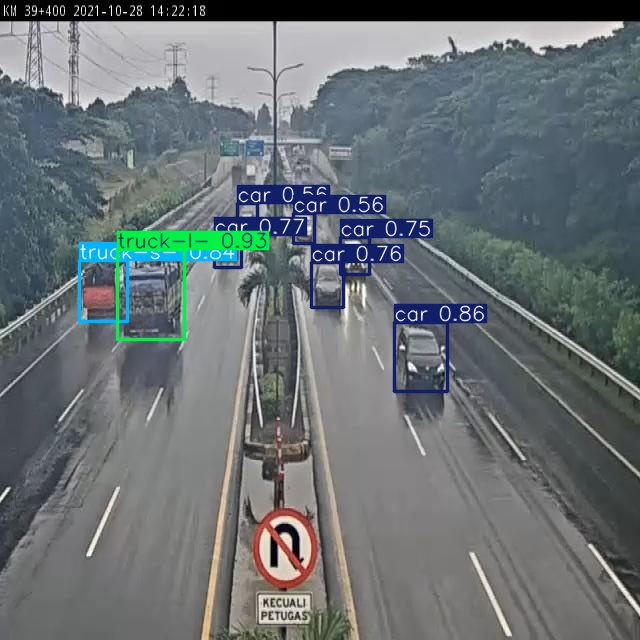 KM 39+400 2021-10-28 14:22:18
car 0.56
car 0.56
car 0.77
car 0.75
truck-l- 0.93
truck-s- 0.84
car 0.76
car 0.86
KECUALI
PETUGAS